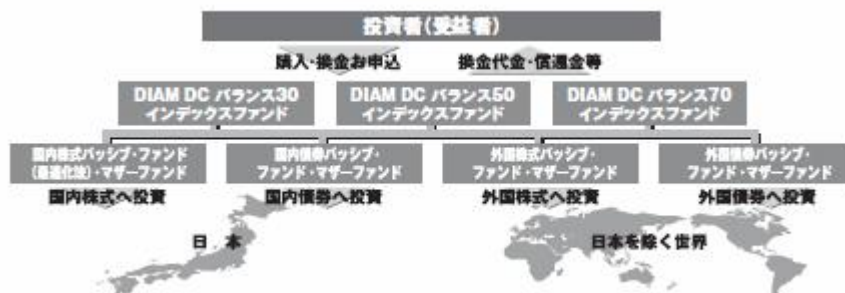 投資者(受益者)
購入・換金お申込
換金代金・償還金等
DIAM DC バランス30
インデックスファンド
DIAM DC バランス50
インデックスファンド
DIAM DC バランス70
インデックスファンド
国内株式パッシブ・ファンド
(最適化法)・マザーファンド
国内債券パッシブ・
ファンド・マザーファンド
外国株式パッシブ・
ファンド・マザーファンド
外国債券パッシブ・
ファンド・マザーファンド
国内株式へ投資
国内債券へ投資
外国株式へ投資
外国債券へ投資
日 本
日本を除く世界